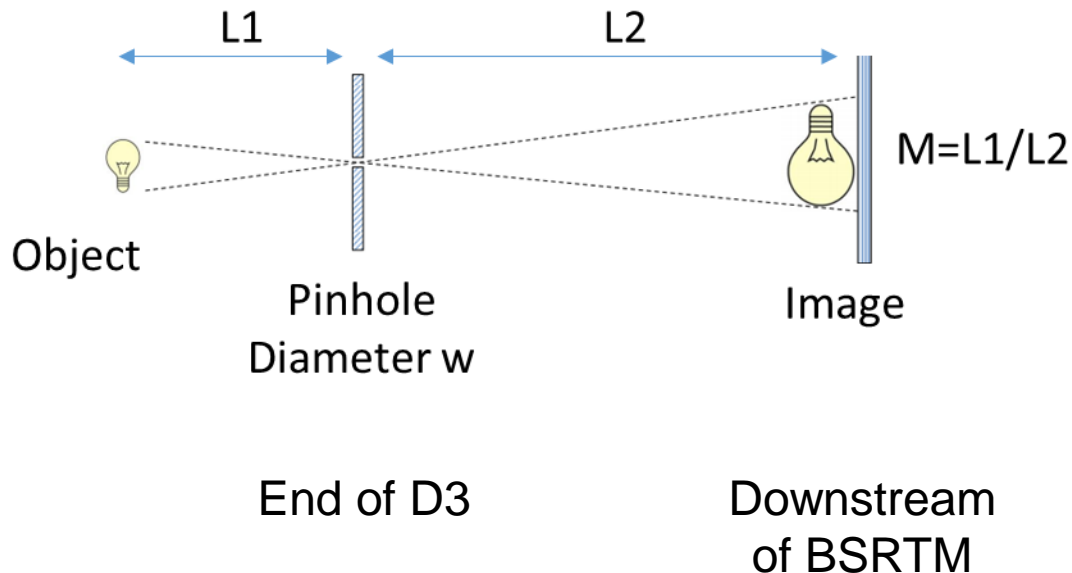 L1
L2
M=L1/L2
Object
Pinhole
Diameter w
Image
End of D3
Downstream
of BSRTM